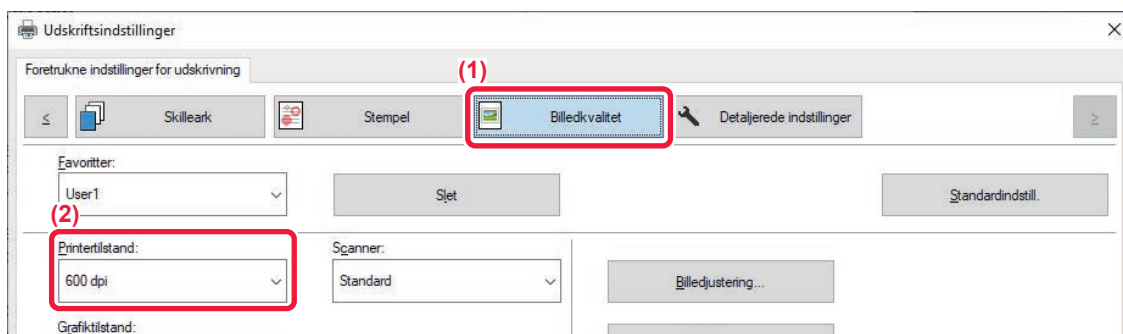 Udskriftsindstillinger
Foretrukne indstillinger for udskrivning
(1)
≤ Skilleark Stempel Billedkvalitet Detaljerede indstillinger ≥
Favoritter:
User1 Slet Standardindstill.
(2)
Printertilstand: Scanner:
600 dpi Standard Billedjustering...
Grafiktilstand: